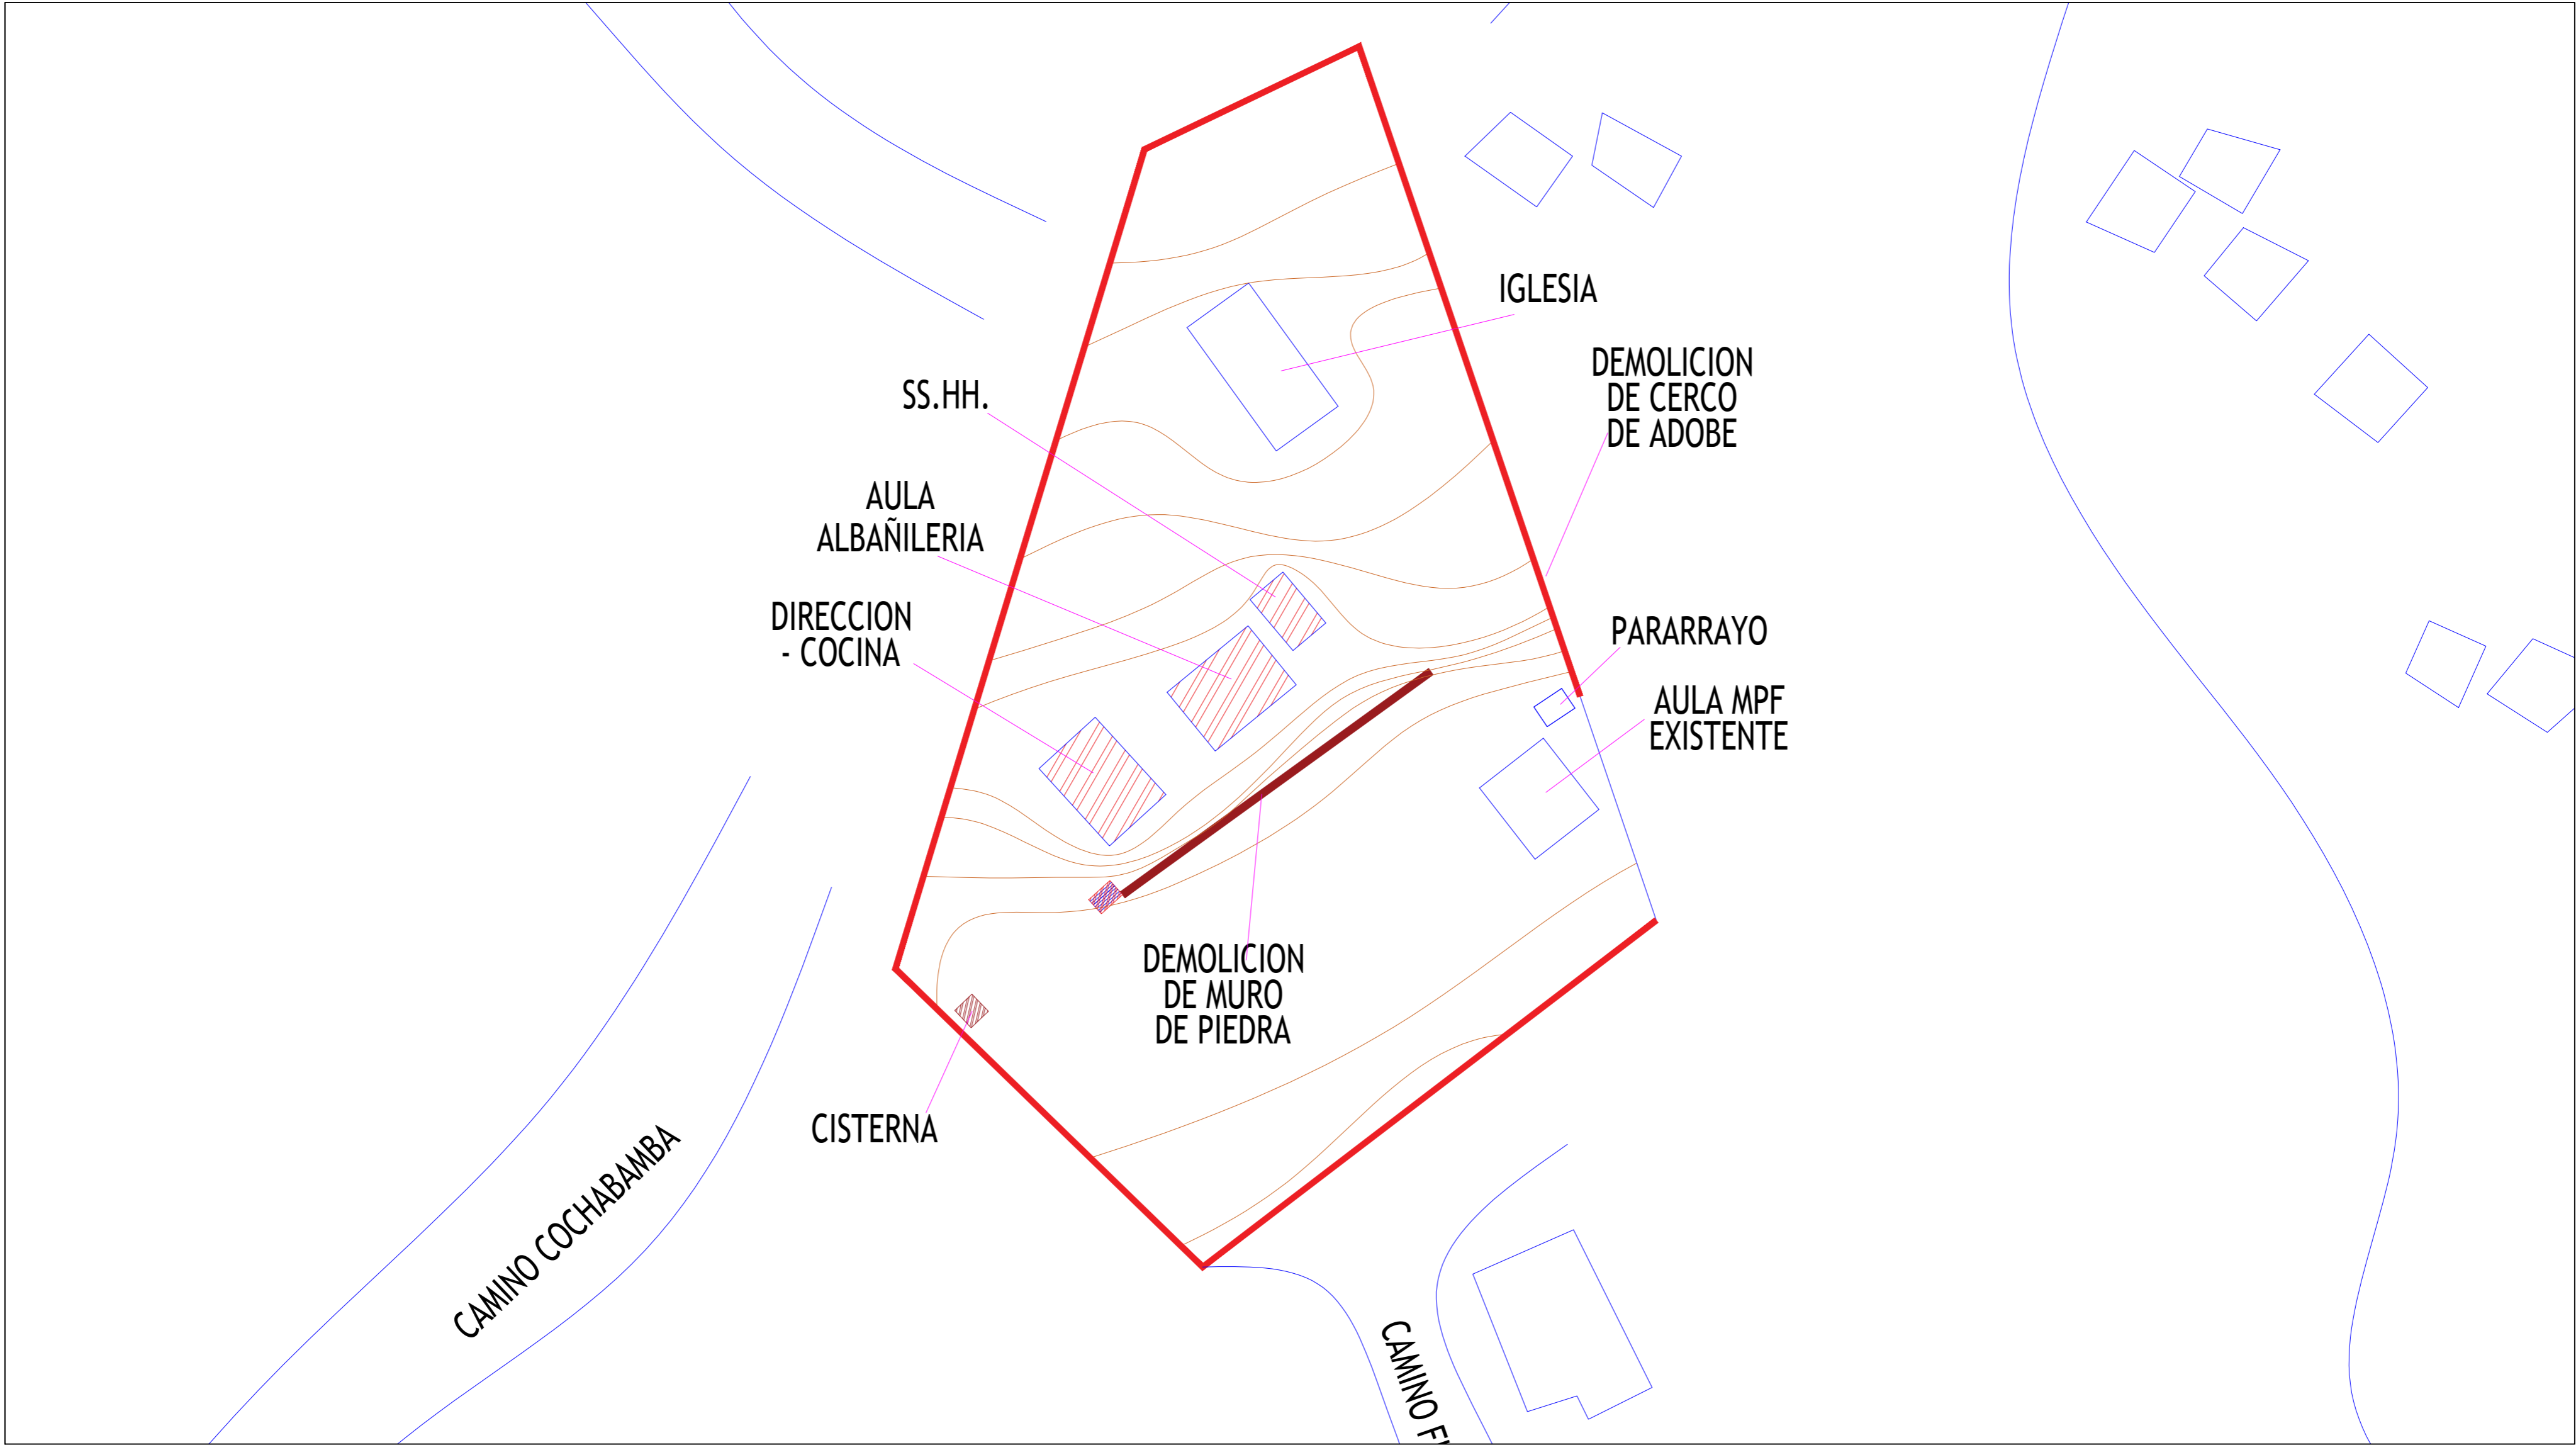 IGLESIA
DEMOLICION
DE CERCO
DE ADOBE
SS.HH.
AULA
ALBAÑILERIA
DIRECCION
- COCINA
PARARRAYO
AULA MPF
EXISTENTE
DEMOLICION
DE MURO
DE PIEDRA
CISTERNA
CAMINO COCHABAMBA
CAMINO